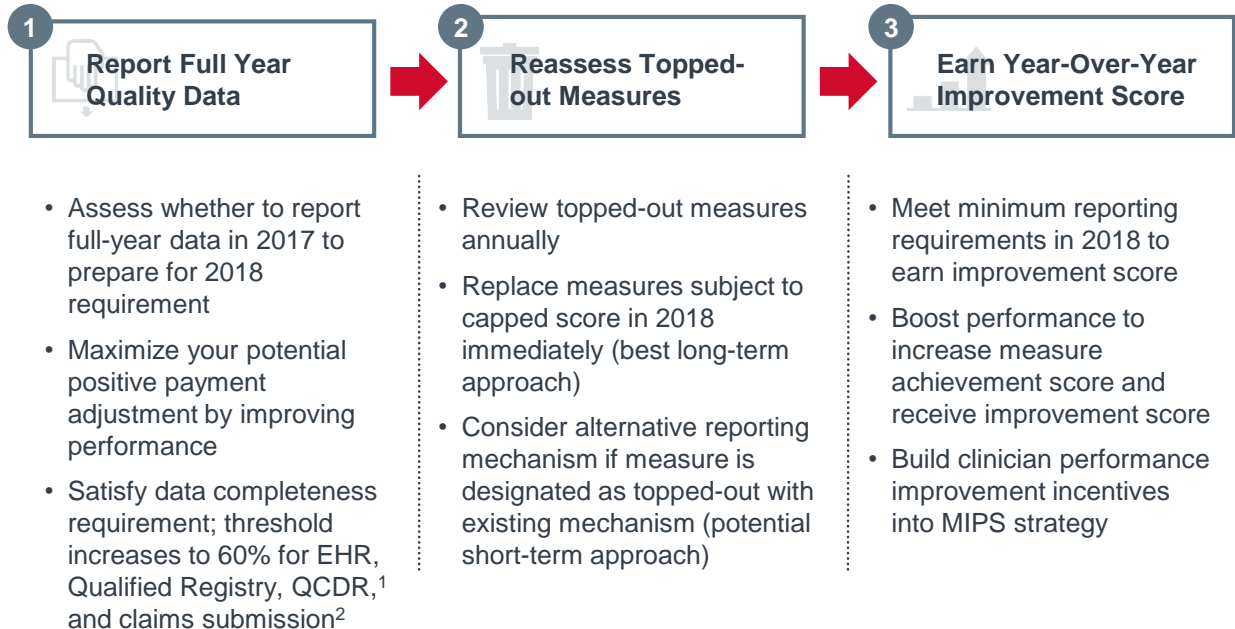 1
Report Full Year
Quality Data
2
Reassess Topped-
out Measures
3
Earn Year-Over-Year
Improvement Score
• Assess whether to report
full-year data in 2017 to
prepare for 2018
requirement
• Maximize your potential
positive payment
adjustment by improving
performance
• Satisfy data completeness
requirement; threshold
increases to 60% for EHR,
Qualified Registry, QCDR,¹
and claims submission²
• Review topped-out measures
annually
• Replace measures subject to
capped score in 2018
immediately (best long-term
approach)
• Consider alternative reporting
mechanism if measure is
designated as topped-out with
existing mechanism (potential
short-term approach)
• Meet minimum reporting
requirements in 2018 to
earn improvement score
• Boost performance to
increase measure
achievement score and
receive improvement score
• Build clinician performance
improvement incentives
into MIPS strategy